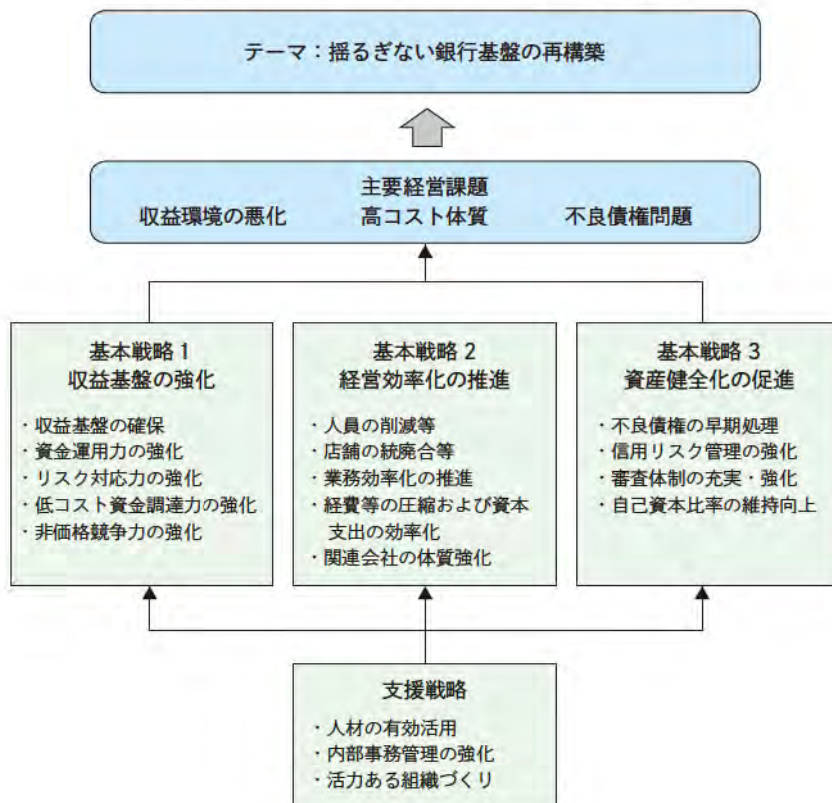 テーマ：揺るぎない銀行基盤の再構築
主要経営課題
収益環境の悪化 高コスト体質 不良債権問題
基本戦略1
収益基盤の強化
・収益基盤の確保
・資金運用力の強化
・リスク対応力の強化
・低コスト資金調達力の強化
・非価格競争力の強化
基本戦略2
経営効率化の推進
・人員の削減等
・店舗の統廃合等
・業務効率化の推進
・経費等の圧縮および資本
支出の効率化
・関連会社の体質強化
基本戦略3
資産健全化の促進
・不良債権の早期処理
・信用リスク管理の強化
・審査体制の充実・強化
・自己資本比率の維持向上
支援戦略
・人材の有効活用
・内部事務管理の強化
・活力ある組織づくり